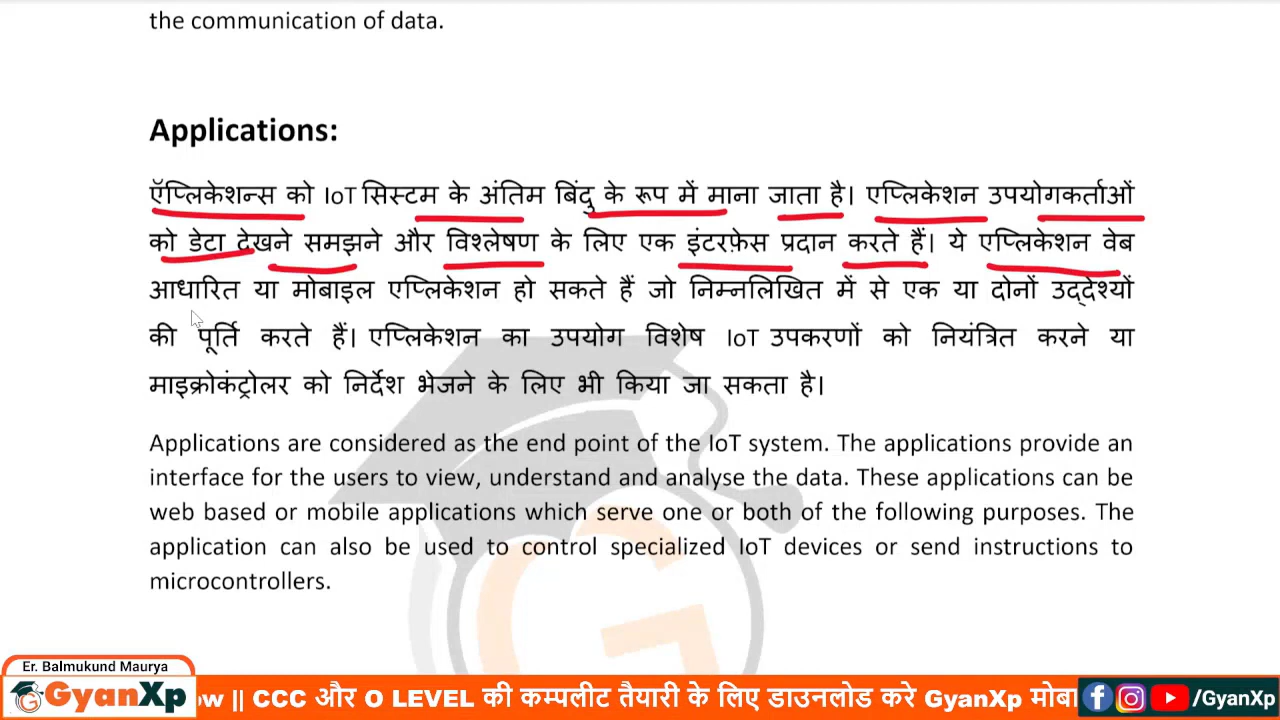 the communication of data.
Applications:
ऍप्लिकेशन्स को IoT सिस्टम के अंतिम बिंदु के रूप में माना जाता है। एप्लिकेशन उपयोगकर्ताओं
को डेटा देखने समझने और विश्लेषण के लिए एक इंटरफ़ेस प्रदान करते हैं। ये एप्लिकेशन वेब
आधारित या मोबाइल एप्लिकेशन हो सकते हैं जो निम्नलिखित में से एक या दोनों उद्देश्यों
की पूर्ति करते हैं। एप्लिकेशन का उपयोग विशेष IoT उपकरणों को नियंत्रित करने या
माइक्रोकंट्रोलर को निर्देश भेजने के लिए भी किया जा सकता है।
Applications are considered as the end point of the IoT system. The applications provide an
interface for the users to view, understand and analyse the data. These applications can be
web based or mobile applications which serve one or both of the following purposes. The
application can also be used to control specialized IoT devices or send instructions to
microcontrollers.
Er. Balmukund Maurya
GyanXp
ow || CCC और O LEVEL की कम्पलीट तैयारी के लिए डाउनलोड करे GyanXp मोबा
/GyanXp